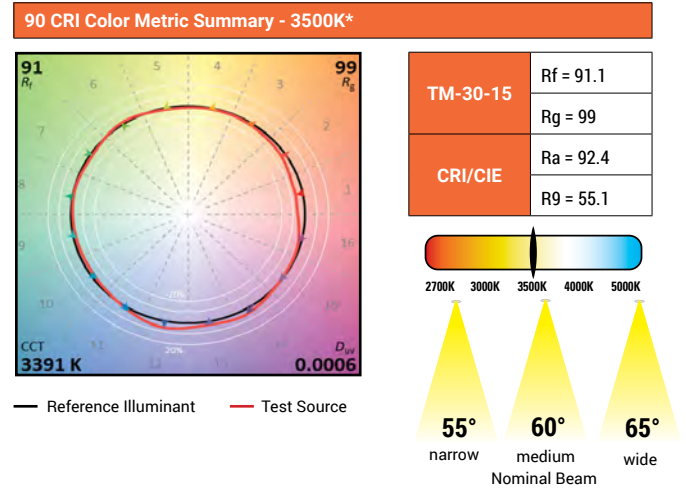 90 CRI Color Metric Summary - 3500K*
91
Rf
99
Rg
5
4
6
3
7
2
8
1
9
16
10
11
12
-20%
20%
CCT
3391 K
Duv
0.0006
Reference Illuminant
Test Source
TM-30-15
Rf = 91.1
Rg = 99
CRI/CIE
Ra = 92.4
R9 = 55.1
2700K 3000K 3500K 4000K 5000K
55° 60° 65°
narrow medium wide
Nominal Beam